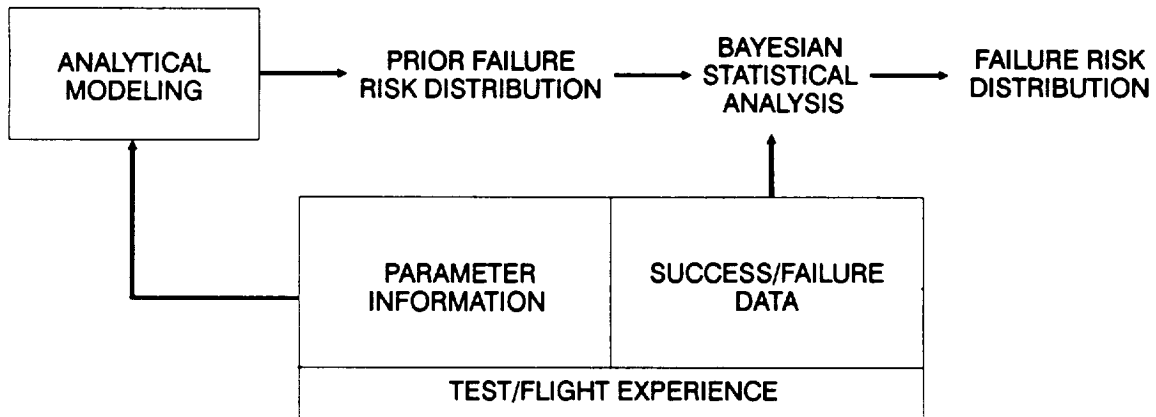 ANALYTICAL
MODELING
PRIOR FAILURE
RISK DISTRIBUTION
BAYESIAN
STATISTICAL
ANALYSIS
FAILURE RISK
DISTRIBUTION
PARAMETER
INFORMATION
SUCCESS/FAILURE
DATA
TEST/FLIGHT EXPERIENCE